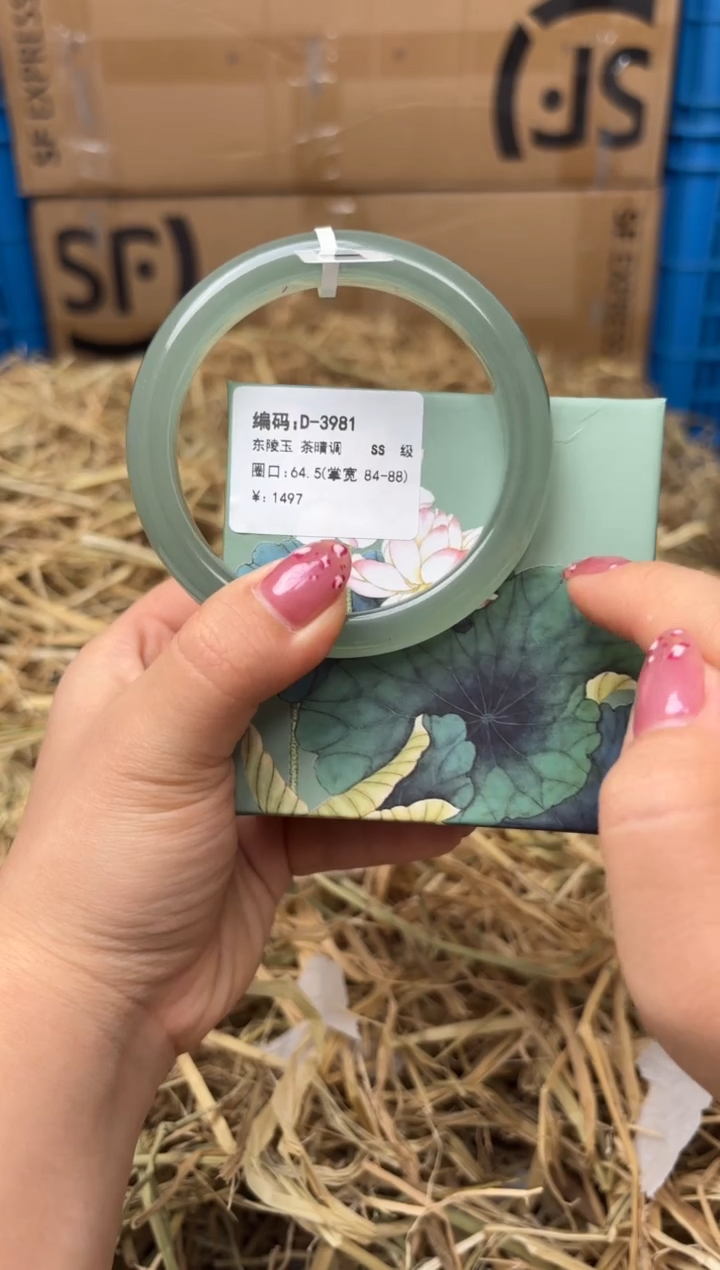 SF EXPRESS
SF
SF
编码:D-3981
东陵玉 茶晴调 SS 级
圈口:64.5(掌宽 84-88)
¥: 1497